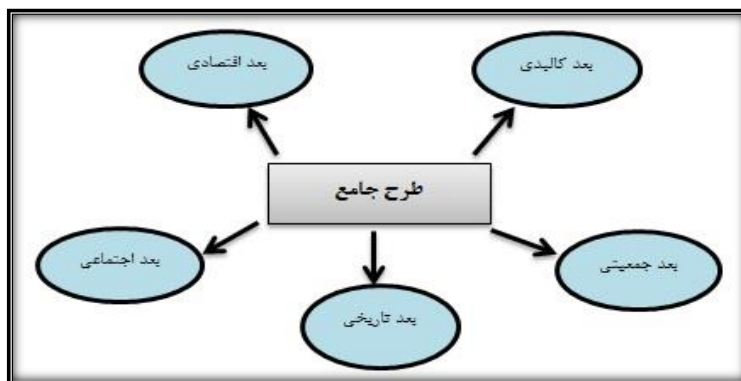 بعد کالبدی
بعد اقتصادی
طرح جامع
بعد جمعیتی
بعد اجتماعی
بعد تاریخی